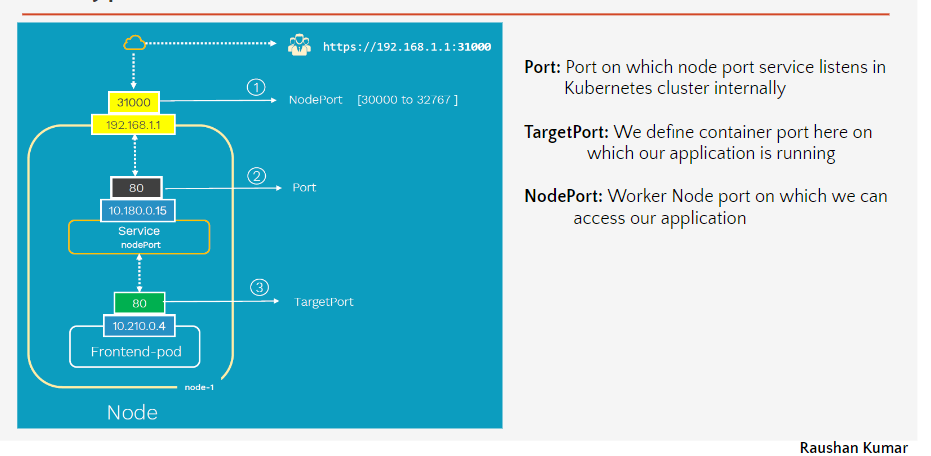 https://192.168.1.1:31000
1
31000
NodePort [30000 to 32767 ]
192.168.1.1
2
80
Port
10.180.0.15
Service
nodePort
3
80
TargetPort
10.210.0.4
Frontend-pod
node-1
Node
Port: Port on which node port service listens in
Kubernetes cluster internally
TargetPort: We define container port here on
which our application is running
NodePort: Worker Node port on which we can
access our application
Raushan Kumar